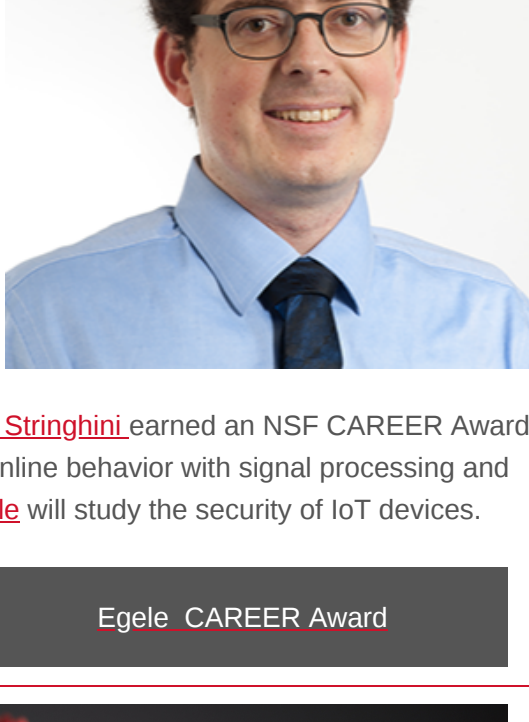 Stringhini earned an NSF CAREER Award
nline behavior with signal processing and
le will study the security of IoT devices.
Egele CAREER Award